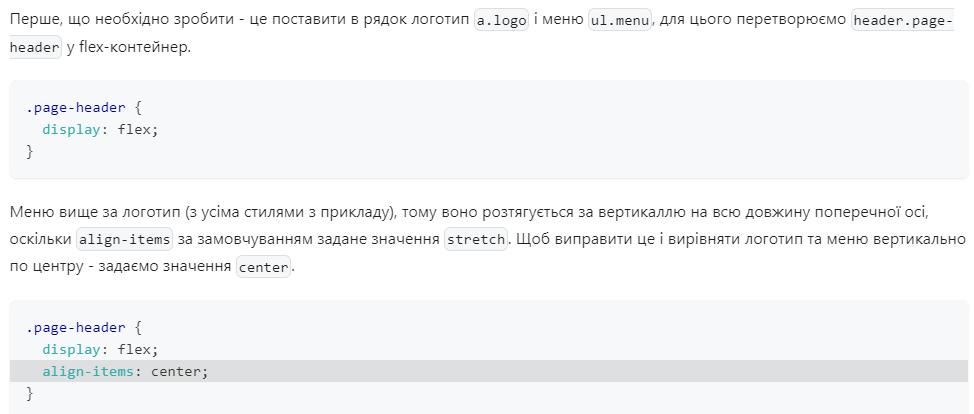 Перше, що необхідно зробити - це поставити в рядок логотип a.logo і меню ul.menu, для цього перетворюємо header.page-
header у flex-контейнер.
.page-header {
  display: flex;
}
Меню вище за логотип (з усіма стилями з прикладу), тому воно розтягується за вертикаллю на всю довжину поперечної осі,
оскільки align-items за замовчуванням задане значення stretch. Щоб виправити це і вирівняти логотип та меню вертикально
по центру - задаємо значення center.
.page-header {
  display: flex;
  align-items: center;
}